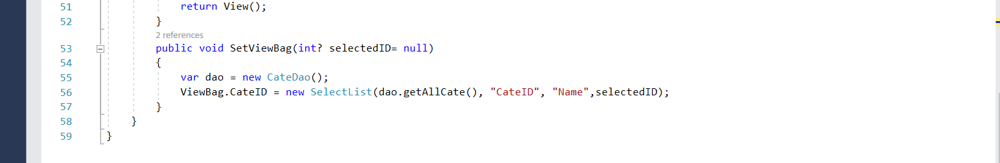 51 return View();
52 }
2 references
53 public void SetViewBag(int? selectedID= null)
54 {
55 var dao = new CateDao();
56 ViewBag.CateID = new SelectList(dao.getAllCate(), "CateID", "Name",selectedID);
57 }
58 }
59 }